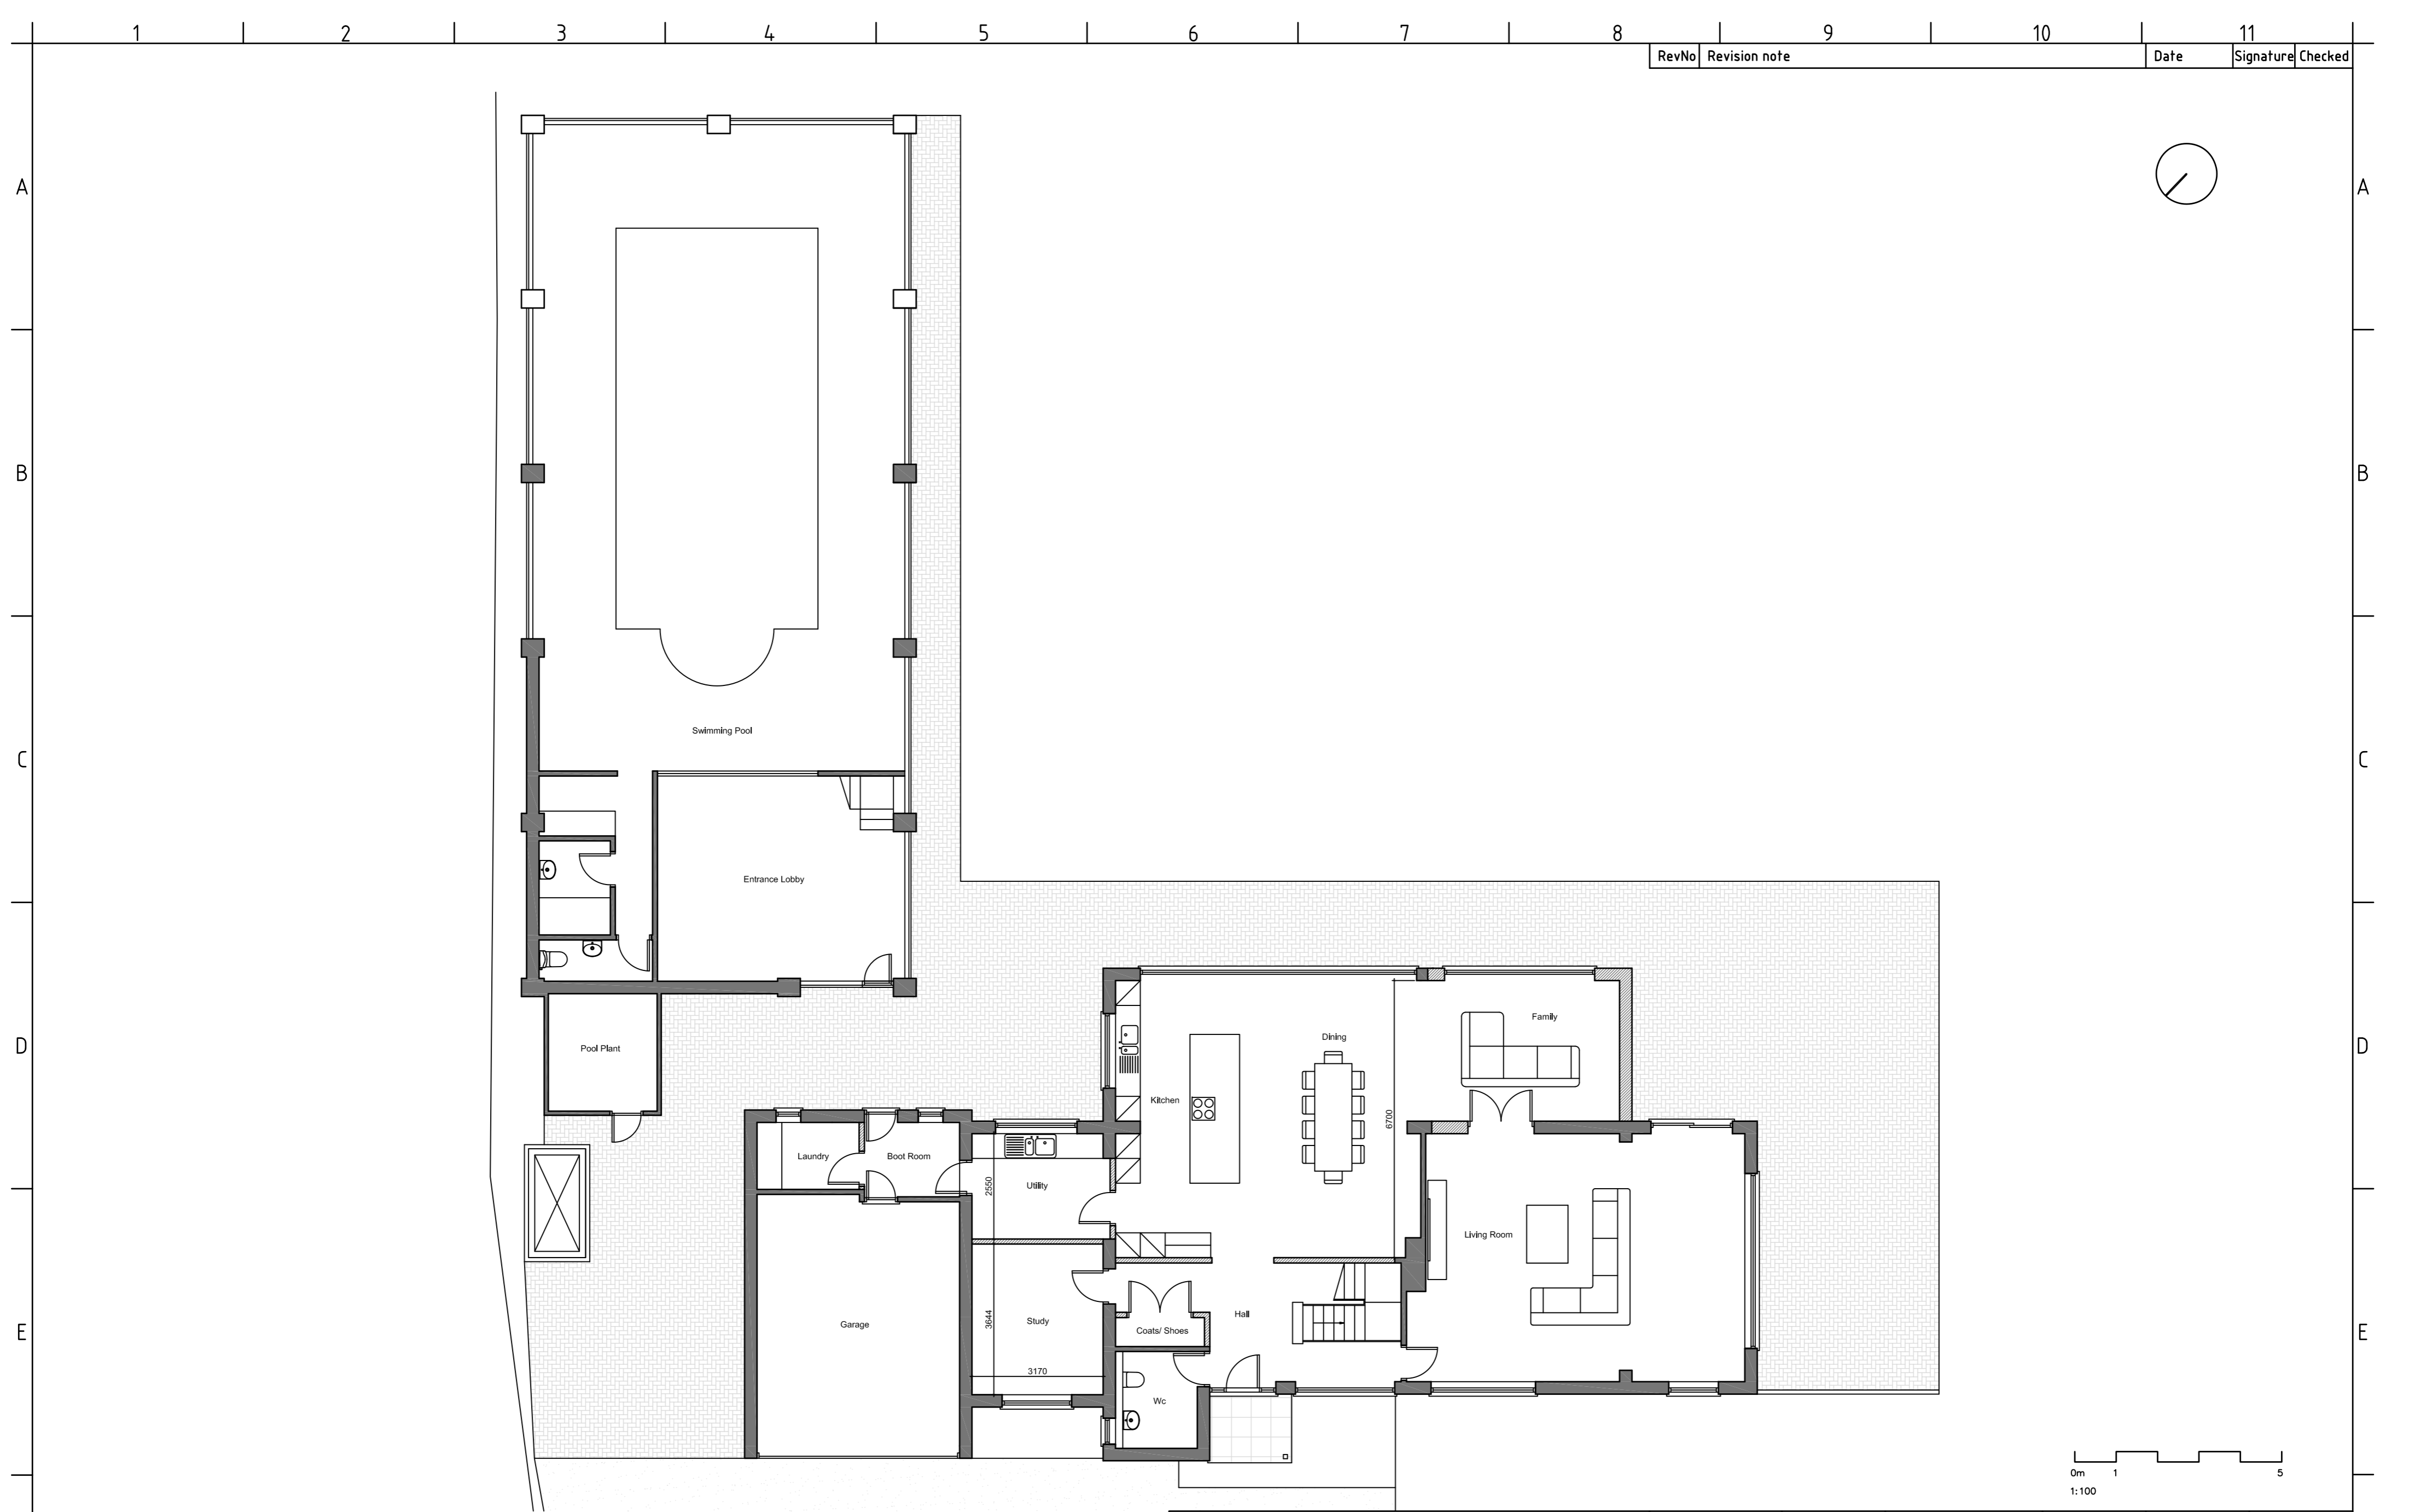 1 2 3 4 5 6 7 8 9 10 11
RevNo Revision note Date Signature Checked
A A
B B
Swimming Pool
C C
Entrance Lobby
Family
Dining
D D
Pool Plant
Kitchen
6700
Laundry Boot Room
Utility
2550
Living Room
Hall
3644
Study
Garage
Coats/ Shoes
E E
3170
Wc
0m 1 5
1:100